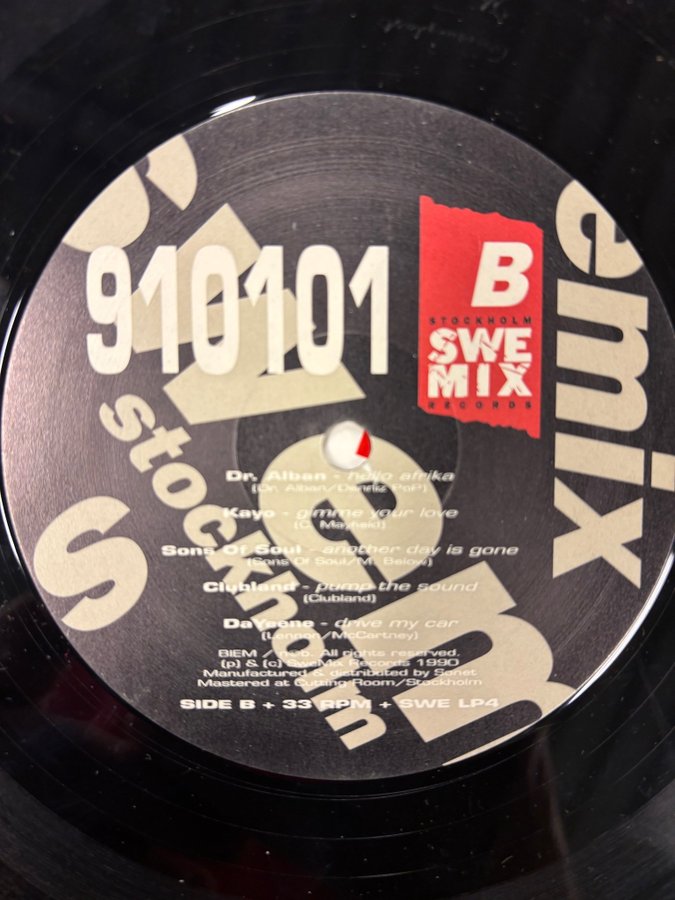 910101
B
STOCKHOLM
SWE
MIX
RECORDS
swemix
stockholm
emix
s
Dr. Alban - hello afrika
(Dr. Alban/Denniz PoP)
Kayo - gimme your love
(C. Mayfield)
Sons Of Soul - another day is gone
(Sons Of Soul/M. Below)
Clubland - pump the sound
(Clubland)
DaYeene - drive my car
(Lennon/McCartney)
BIEM / n©b. All rights reserved.
(p) & (c) SweMix Records 1990
Manufactured & distributed by Sonet
Mastered at Cutting Room/Stockholm
SIDE B + 33 RPM + SWE LP4